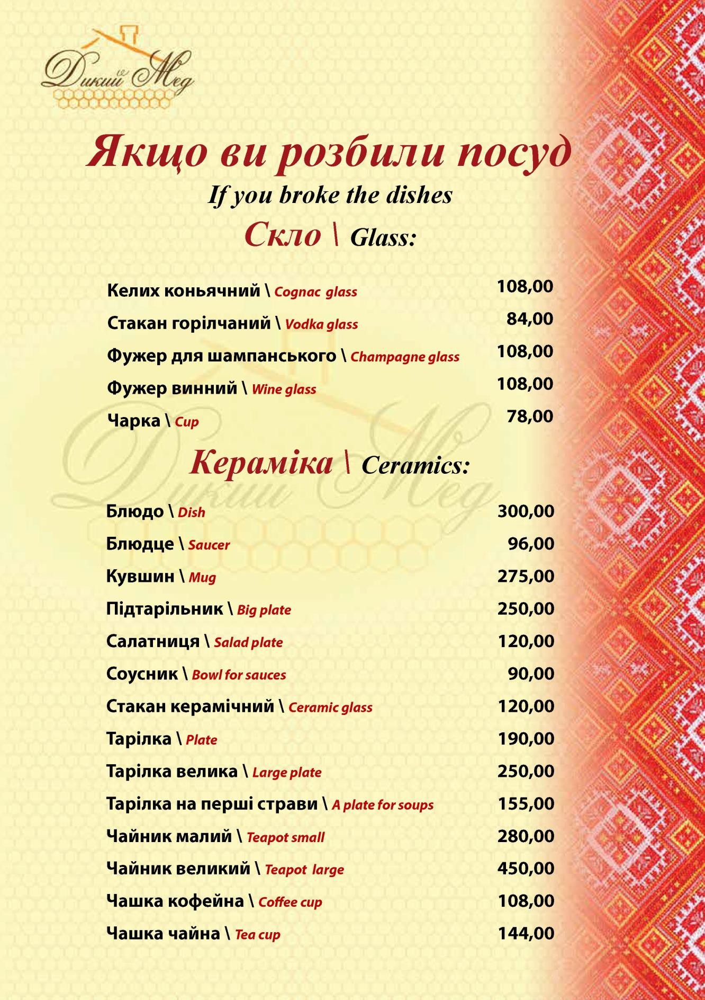 Дикий Мед
Якщо ви розбили посуд
If you broke the dishes
Скло \ Glass:
Келих коньячний \ Cognac glass 108,00
Стакан горілчаний \ Vodka glass 84,00
Фужер для шампанського \ Champagne glass 108,00
Фужер винний \ Wine glass 108,00
Чарка \ Cup 78,00
Кераміка \ Ceramics:
Дикий Мед
Блюдо \ Dish 300,00
Блюдце \ Saucer 96,00
Кувшин \ Mug 275,00
Підтарільник \ Big plate 250,00
Салатниця \ Salad plate 120,00
Соусник \ Bowl for sauces 90,00
Стакан керамічний \ Ceramic glass 120,00
Тарілка \ Plate 190,00
Тарілка велика \ Large plate 250,00
Тарілка на перші страви \ A plate for soups 155,00
Чайник малий \ Teapot small 280,00
Чайник великий \ Teapot large 450,00
Чашка кофейна \ Coffee cup 108,00
Чашка чайна \ Tea cup 144,00